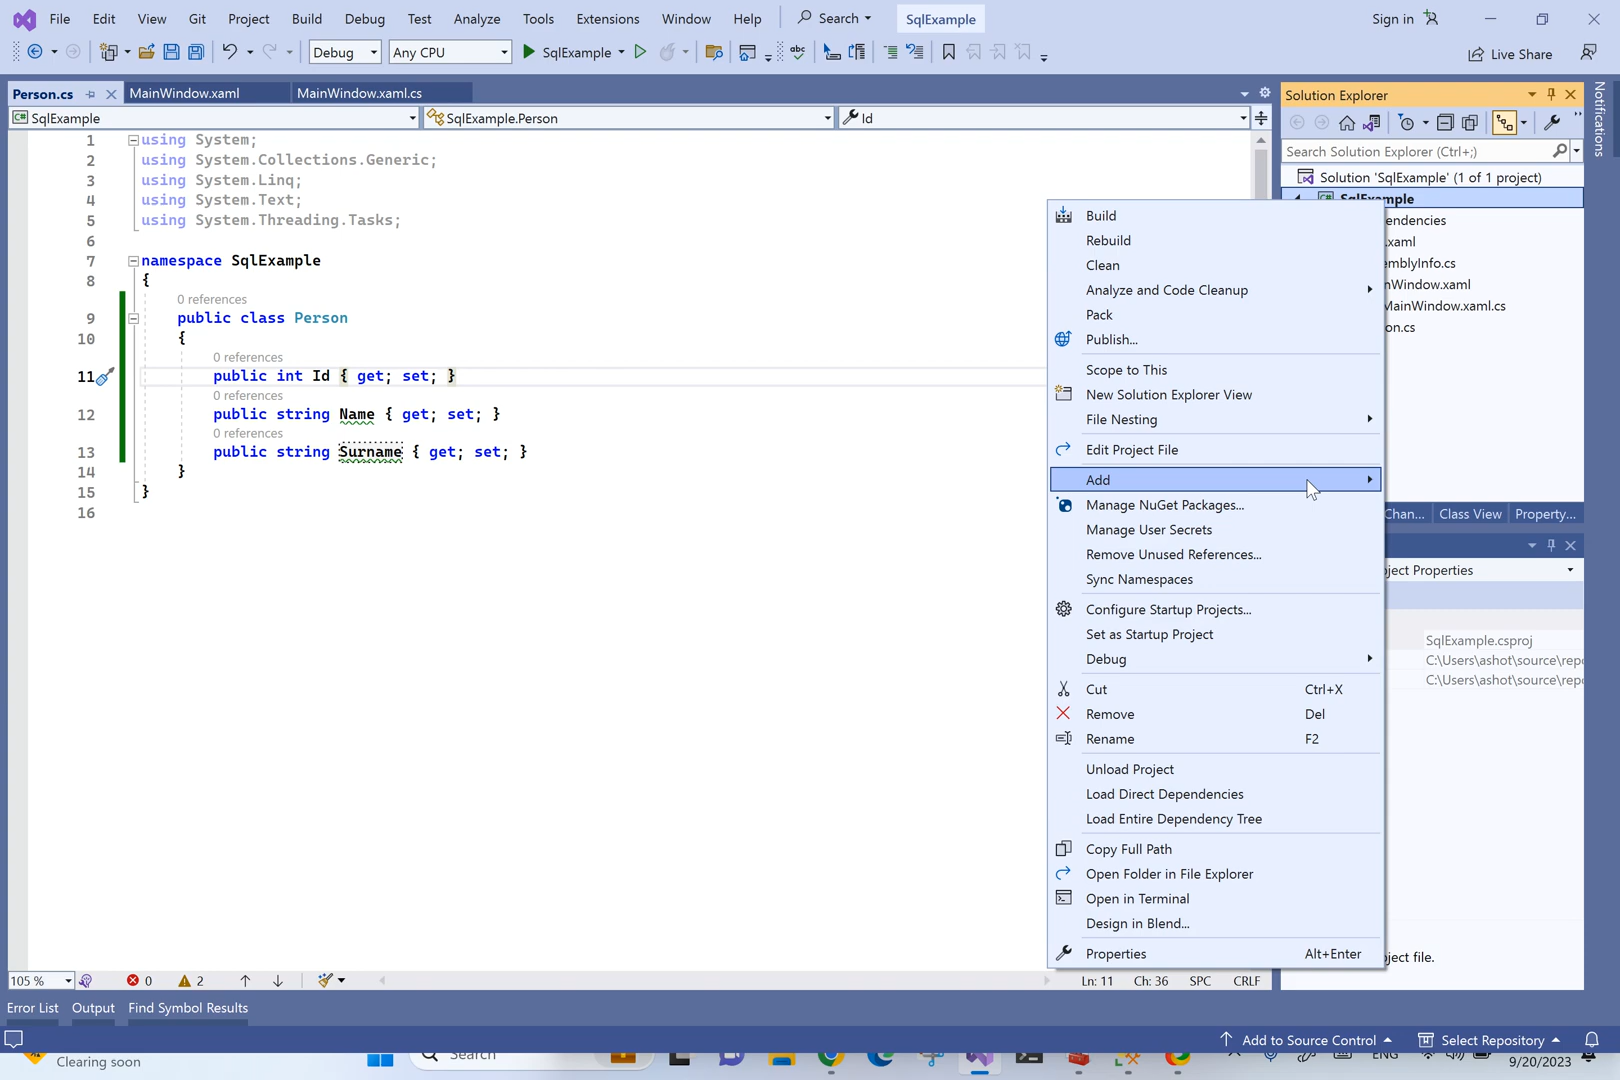 File Edit View Git Project Build Debug Test Analyze Tools Extensions Window Help Search SqlExample Sign in
Debug Any CPU SqlExample Live Share
Person.cs MainWindow.xaml MainWindow.xaml.cs
SqlExample SqlExample.Person Id
1 using System;
2 using System.Collections.Generic;
3 using System.Linq;
4 using System.Text;
5 using System.Threading.Tasks;
6
7 namespace SqlExample
8 {
0 references
9 public class Person
10 {
0 references
11 public int Id { get; set; }
0 references
12 public string Name { get; set; }
0 references
13 public string Surname { get; set; }
14 }
15 }
16
Solution Explorer
Search Solution Explorer (Ctrl+;)
Solution 'SqlExample' (1 of 1 project)
SqlExample
endencies
.xaml
emblyInfo.cs
nWindow.xaml
MainWindow.xaml.cs
on.cs
Notifications
Build
Rebuild
Clean
Analyze and Code Cleanup
Pack
Publish...
Scope to This
New Solution Explorer View
File Nesting
Edit Project File
Add
Manage NuGet Packages...
Manage User Secrets
Remove Unused References...
Sync Namespaces
Configure Startup Projects...
Set as Startup Project
Debug
Cut Ctrl+X
Remove Del
Rename F2
Unload Project
Load Direct Dependencies
Load Entire Dependency Tree
Copy Full Path
Open Folder in File Explorer
Open in Terminal
Design in Blend...
Properties Alt+Enter
Chan... Class View Property...
ject Properties
SqlExample.csproj
C:\Users\ashot\source\repo
C:\Users\ashot\source\repo
ject file.
105 % 0 2 Ln: 11 Ch: 36 SPC CRLF
Error List Output Find Symbol Results
Add to Source Control Select Repository
Clearing soon Search ENG 9/20/2023